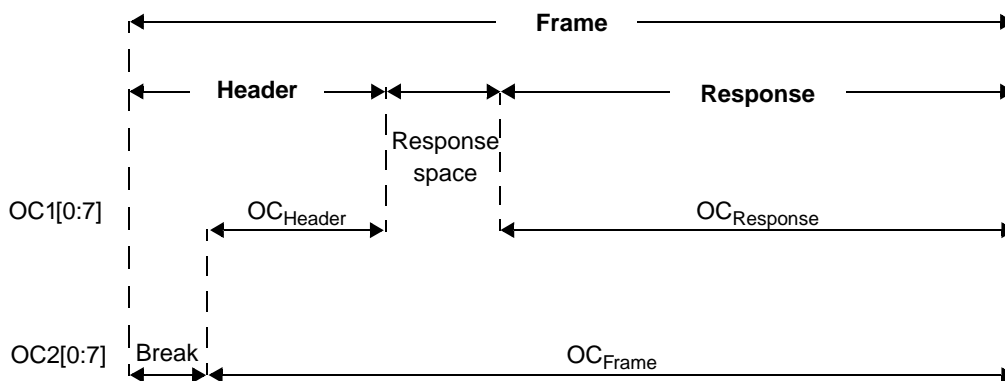 Frame
Header
Response
Response
space
OC1[0:7]
OCHeader
OCResponse
OC2[0:7]
Break
OCFrame